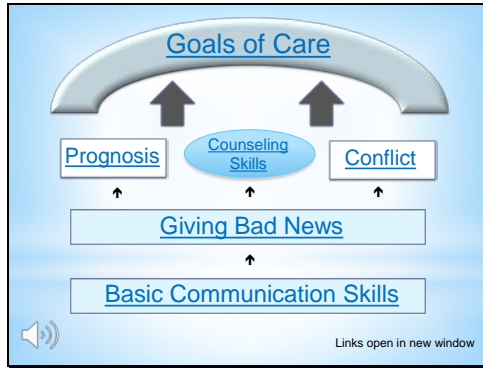 Goals of Care
Prognosis
Counseling
Skills
Conflict
Giving Bad News
Basic Communication Skills
Links open in new window